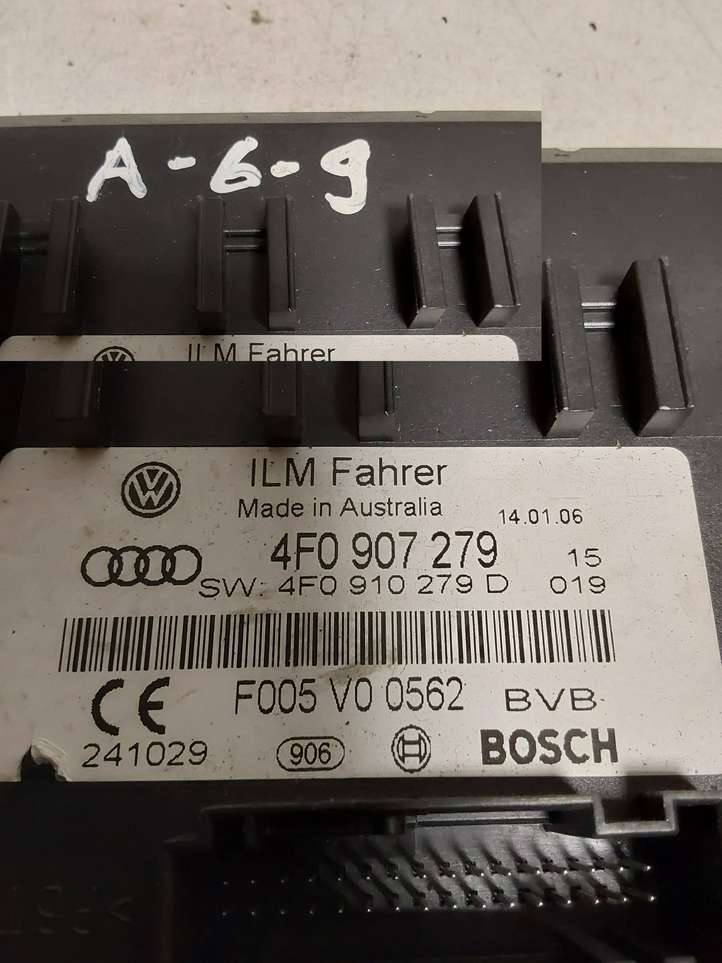 A-6-9
ILM Fahrer
ILM Fahrer
Made in Australia
14.01.06
4F0 907 279 15
SW: 4F0 910 279 D 019
F005 V0 0562 BVB
CE
241029 906 BOSCH